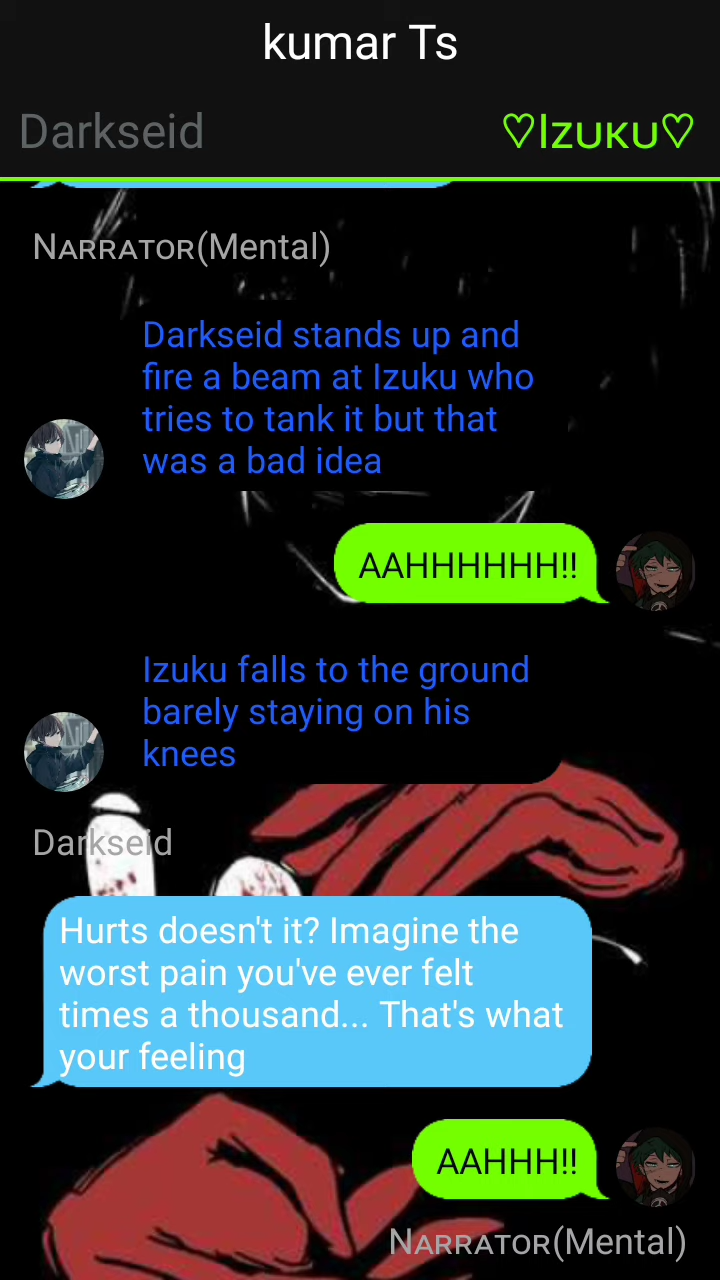 kumar Ts
Darkseid
♡Izuκu♡
Narrator(Mental)
Darkseid stands up and
fire a beam at Izuku who
tries to tank it but that
was a bad idea
AAHHHHHH!!
Izuku falls to the ground
barely staying on his
knees
Darkseid
Hurts doesn't it? Imagine the
worst pain you've ever felt
times a thousand... That's what
your feeling
AAHHH!!
Narrator(Mental)